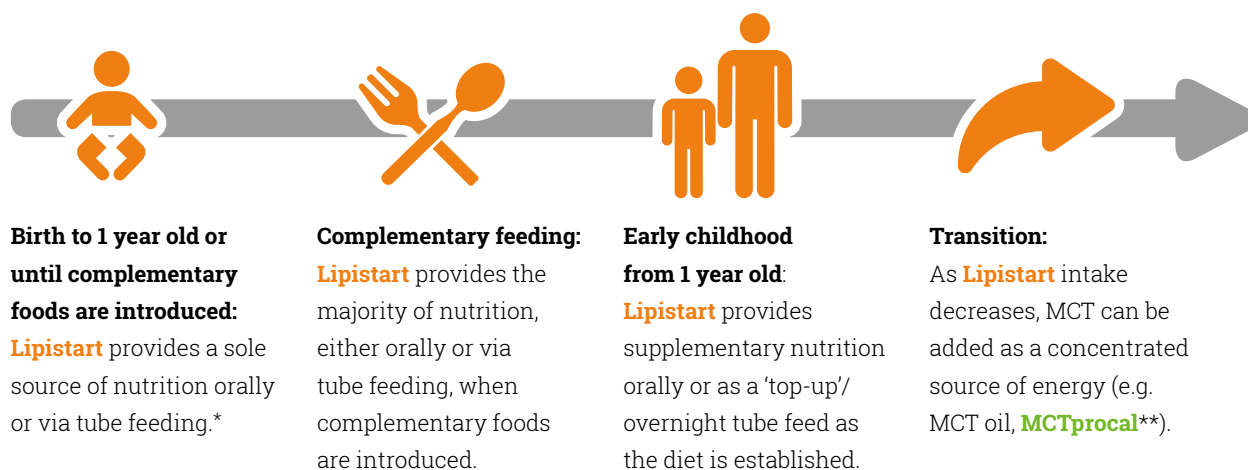 Birth to 1 year old or
until complementary
foods are introduced:
Lipistart provides a sole
source of nutrition orally
or via tube feeding.*
Complementary feeding:
Lipistart provides the
majority of nutrition,
either orally or via
tube feeding, when
complementary foods
are introduced.
Early childhood
from 1 year old:
Lipistart provides
supplementary nutrition
orally or as a ‘top-up’/
overnight tube feed as
the diet is established.
Transition:
As Lipistart intake
decreases, MCT can be
added as a concentrated
source of energy (e.g.
MCT oil, MCTprocal**).